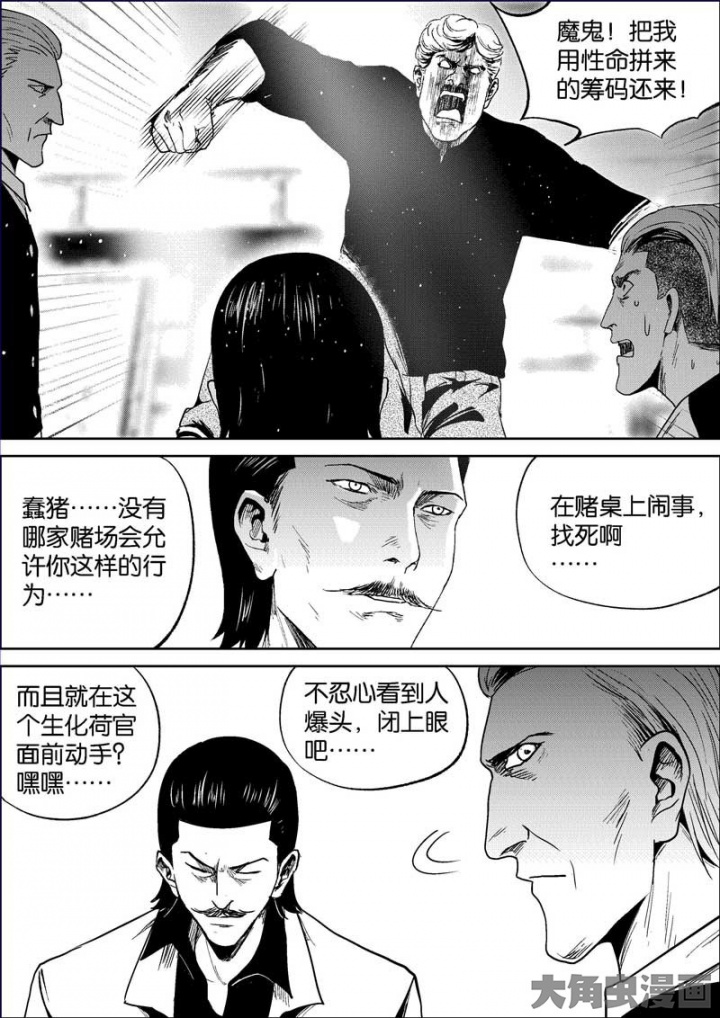 魔鬼！把我
用性命拼来
的筹码还来！
在赌桌上闹事，
找死啊
……
蠢猪……没有
哪家赌场会允
许你这样的行
为……
不忍心看到人
爆头，闭上眼
吧……
而且就在这
个生化荷官
面前动手？
嘿嘿……
大角虫漫画